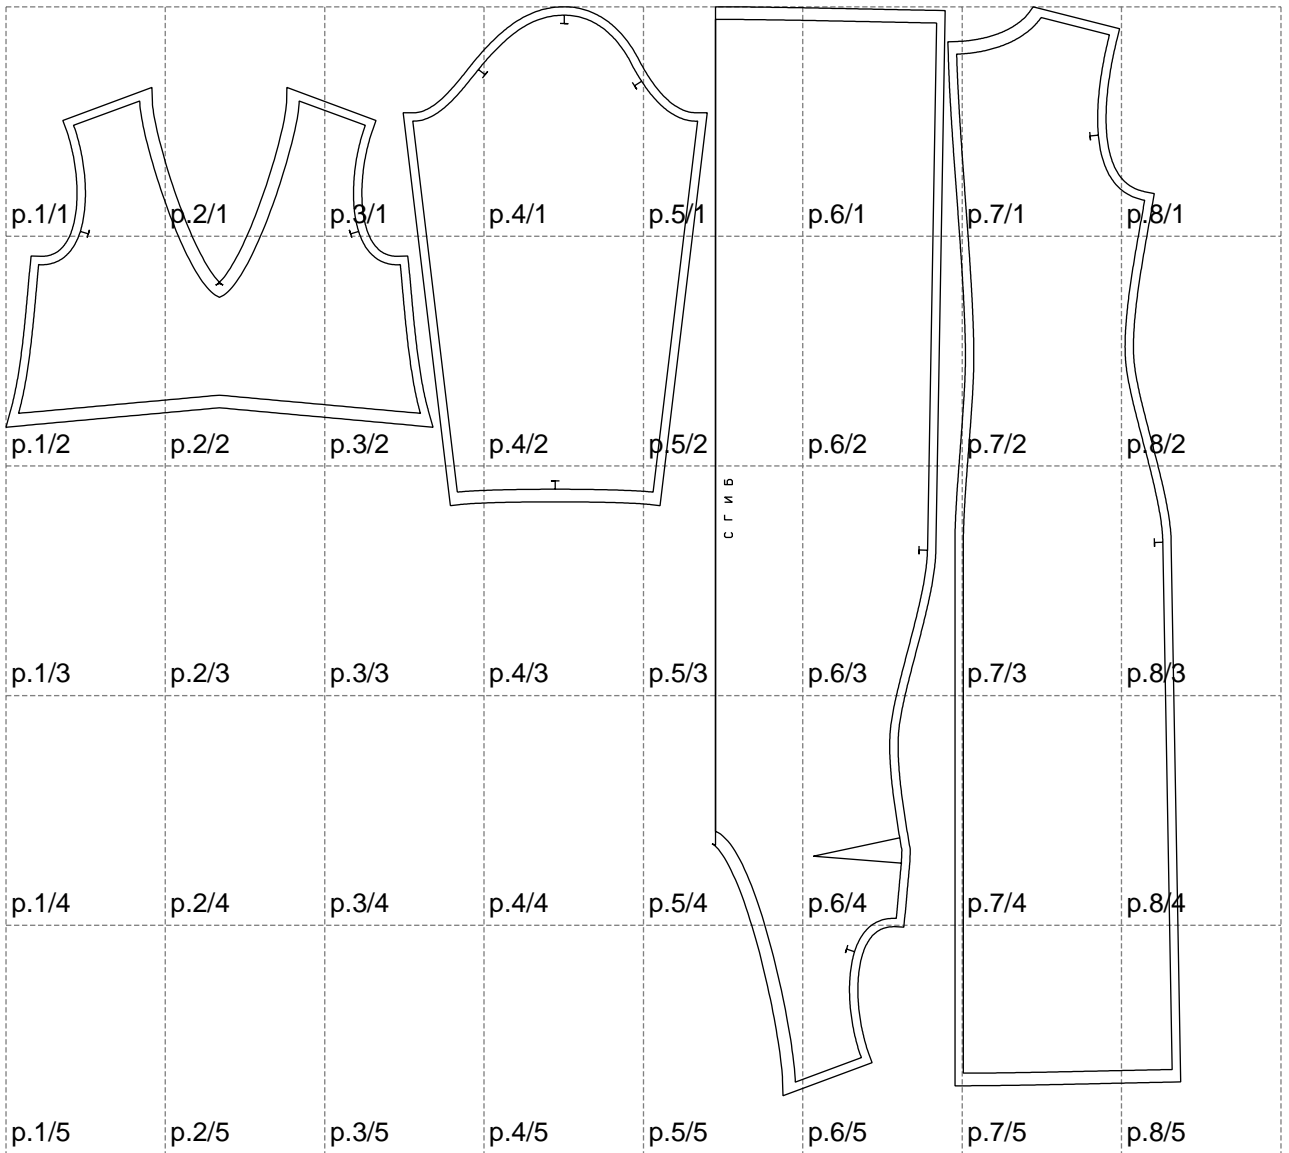 p.1/1 p.2/1 p.3/1 p.4/1 p.5/1 p.6/1 p.7/1 p.8/1
p.1/2 p.2/2 p.3/2 p.4/2 p.5/2 p.6/2 p.7/2 p.8/2
СГИБ
p.1/3 p.2/3 p.3/3 p.4/3 p.5/3 p.6/3 p.7/3 p.8/3
p.1/4 p.2/4 p.3/4 p.4/4 p.5/4 p.6/4 p.7/4 p.8/4
p.1/5 p.2/5 p.3/5 p.4/5 p.5/5 p.6/5 p.7/5 p.8/5